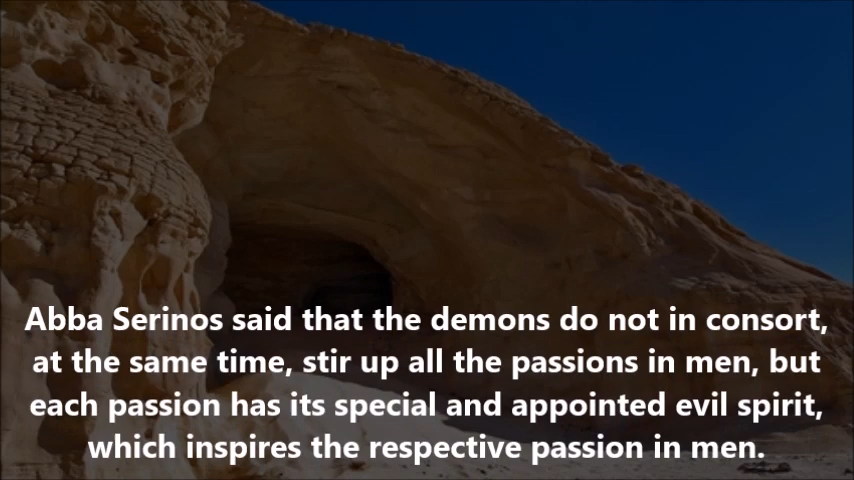 Abba Serinos said that the demons do not in consort,
at the same time, stir up all the passions in men, but
each passion has its special and appointed evil spirit,
which inspires the respective passion in men.